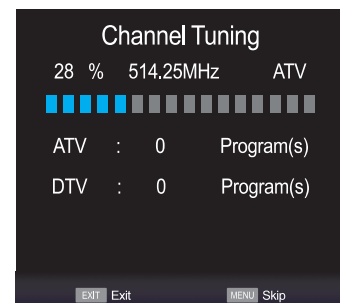 Channel Tuning
28 % 514.25MHz ATV
ATV : 0 Program(s)
DTV : 0 Program(s)
EXIT Exit MENU Skip